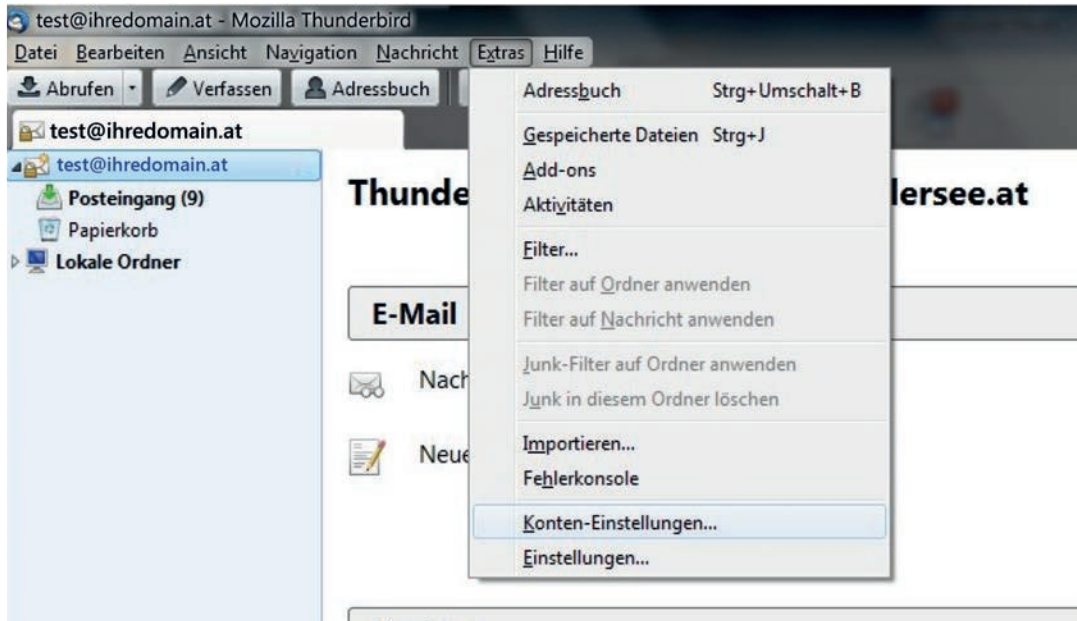 test@ihredomain.at - Mozilla Thunderbird
Datei Bearbeiten Ansicht Navigation Nachricht Extras Hilfe
Abrufen Verfassen Adressbuch
test@ihredomain.at
test@ihredomain.at
Posteingang (9)
Papierkorb
Lokale Ordner
Adressbuch Strg+Umschalt+B
Gespeicherte Dateien Strg+J
Add-ons
Aktivitäten
Filter...
Filter auf Ordner anwenden
Filter auf Nachricht anwenden
Junk-Filter auf Ordner anwenden
Junk in diesem Ordner löschen
Importieren...
Fehlerkonsole
Konten-Einstellungen...
Einstellungen...
Thunde lersee.at
E-Mail
Nach
Neue